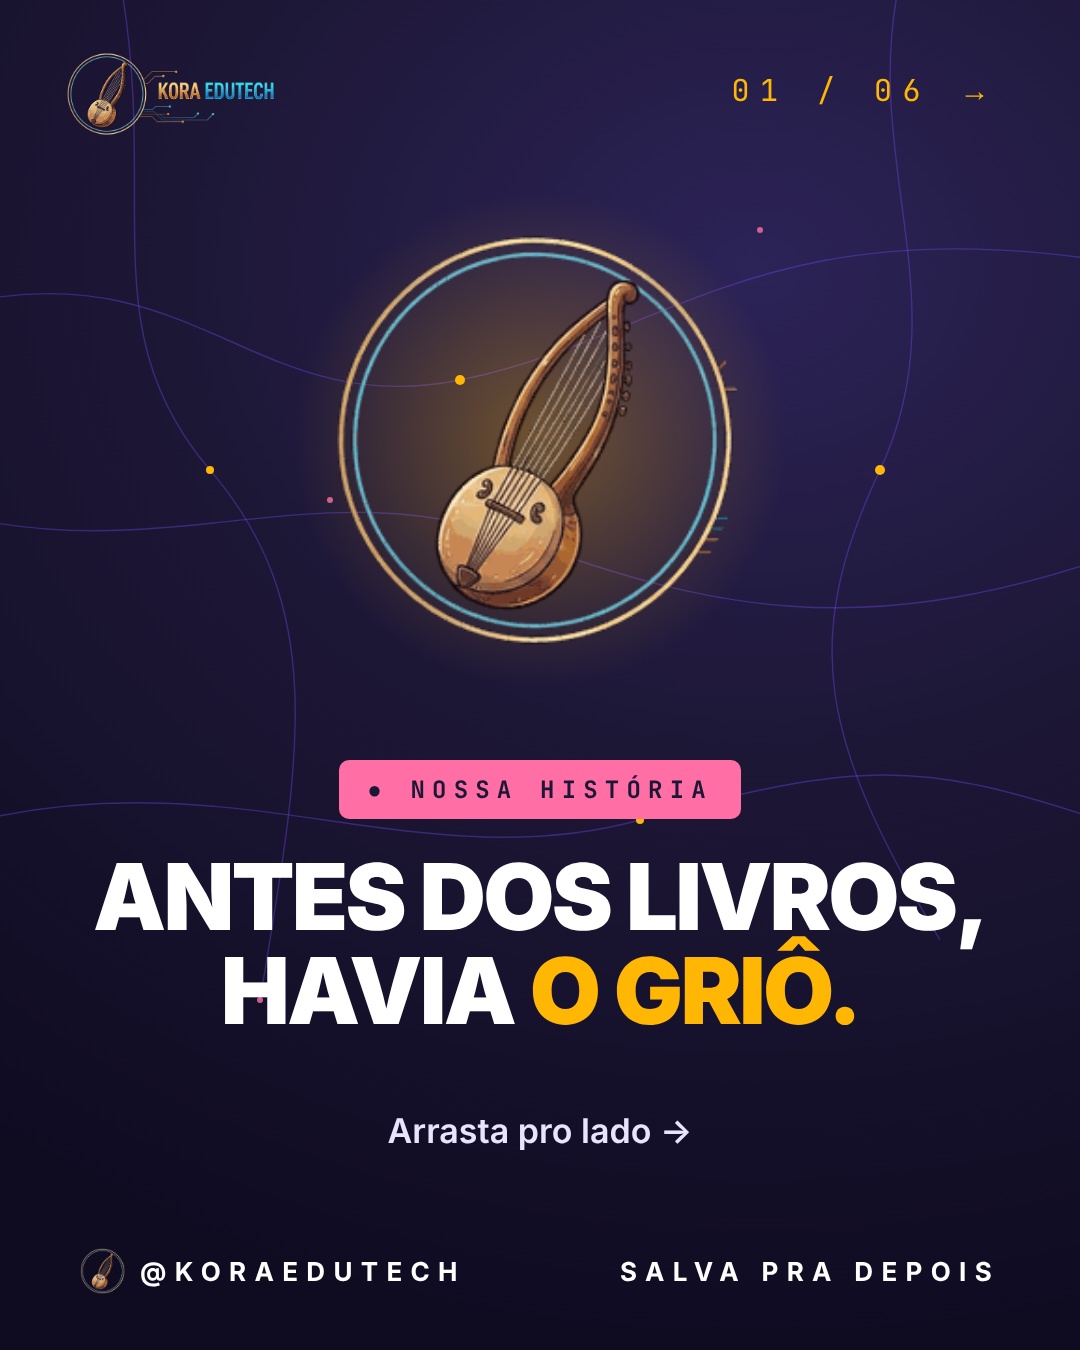 KORA EDUTECH
01 / 06 →
• NOSSA HISTÓRIA
ANTES DOS LIVROS,
HAVIA O GRIÔ.
Arrasta pro lado →
@KORAEDUTECH
SALVA PRA DEPOIS